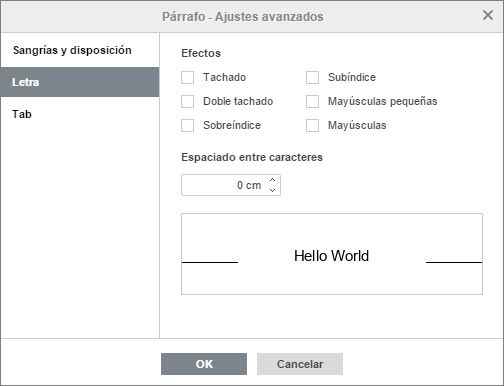 Párrafo - Ajustes avanzados
Sangrías y disposición
Letra
Tab
Efectos
Tachado
Subíndice
Doble tachado
Mayúsculas pequeñas
Sobreíndice
Mayúsculas
Espaciado entre caracteres
0 cm
Hello World
OK
Cancelar